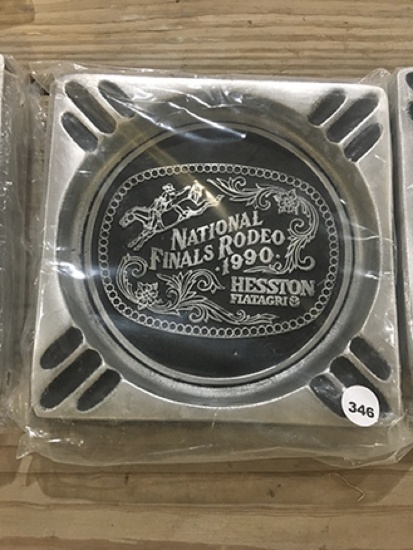 NATIONAL
FINALS RODEO
·1990·
HESSTON
FIATAGRI
346